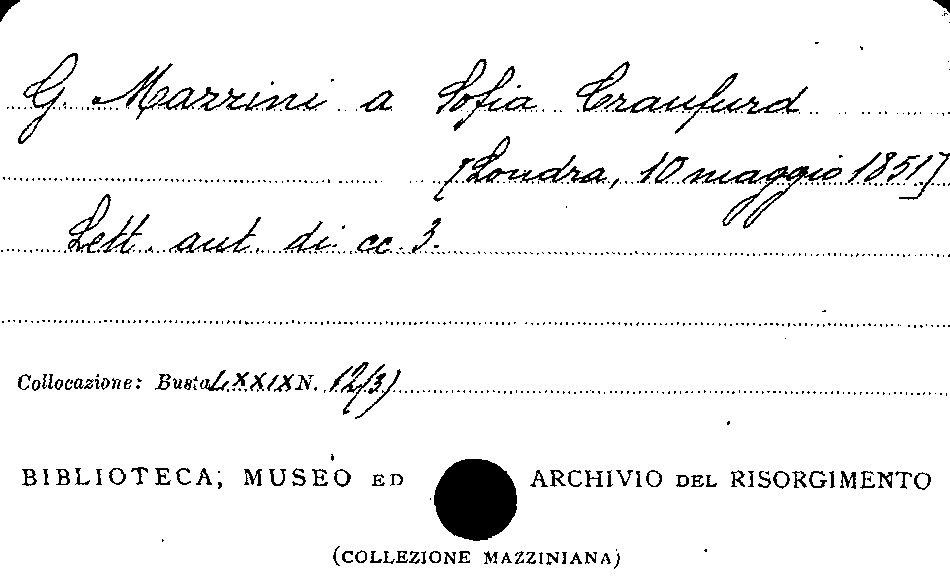 G. Mazzini a Sofia Craufurd
[Londra, 10 maggio 1851]
Lett. aut. di cc. 3.
Collocazione: Busta LXXIX N. 12(3)
BIBLIOTECA, MUSEO ED ARCHIVIO DEL RISORGIMENTO
(COLLEZIONE MAZZINIANA)